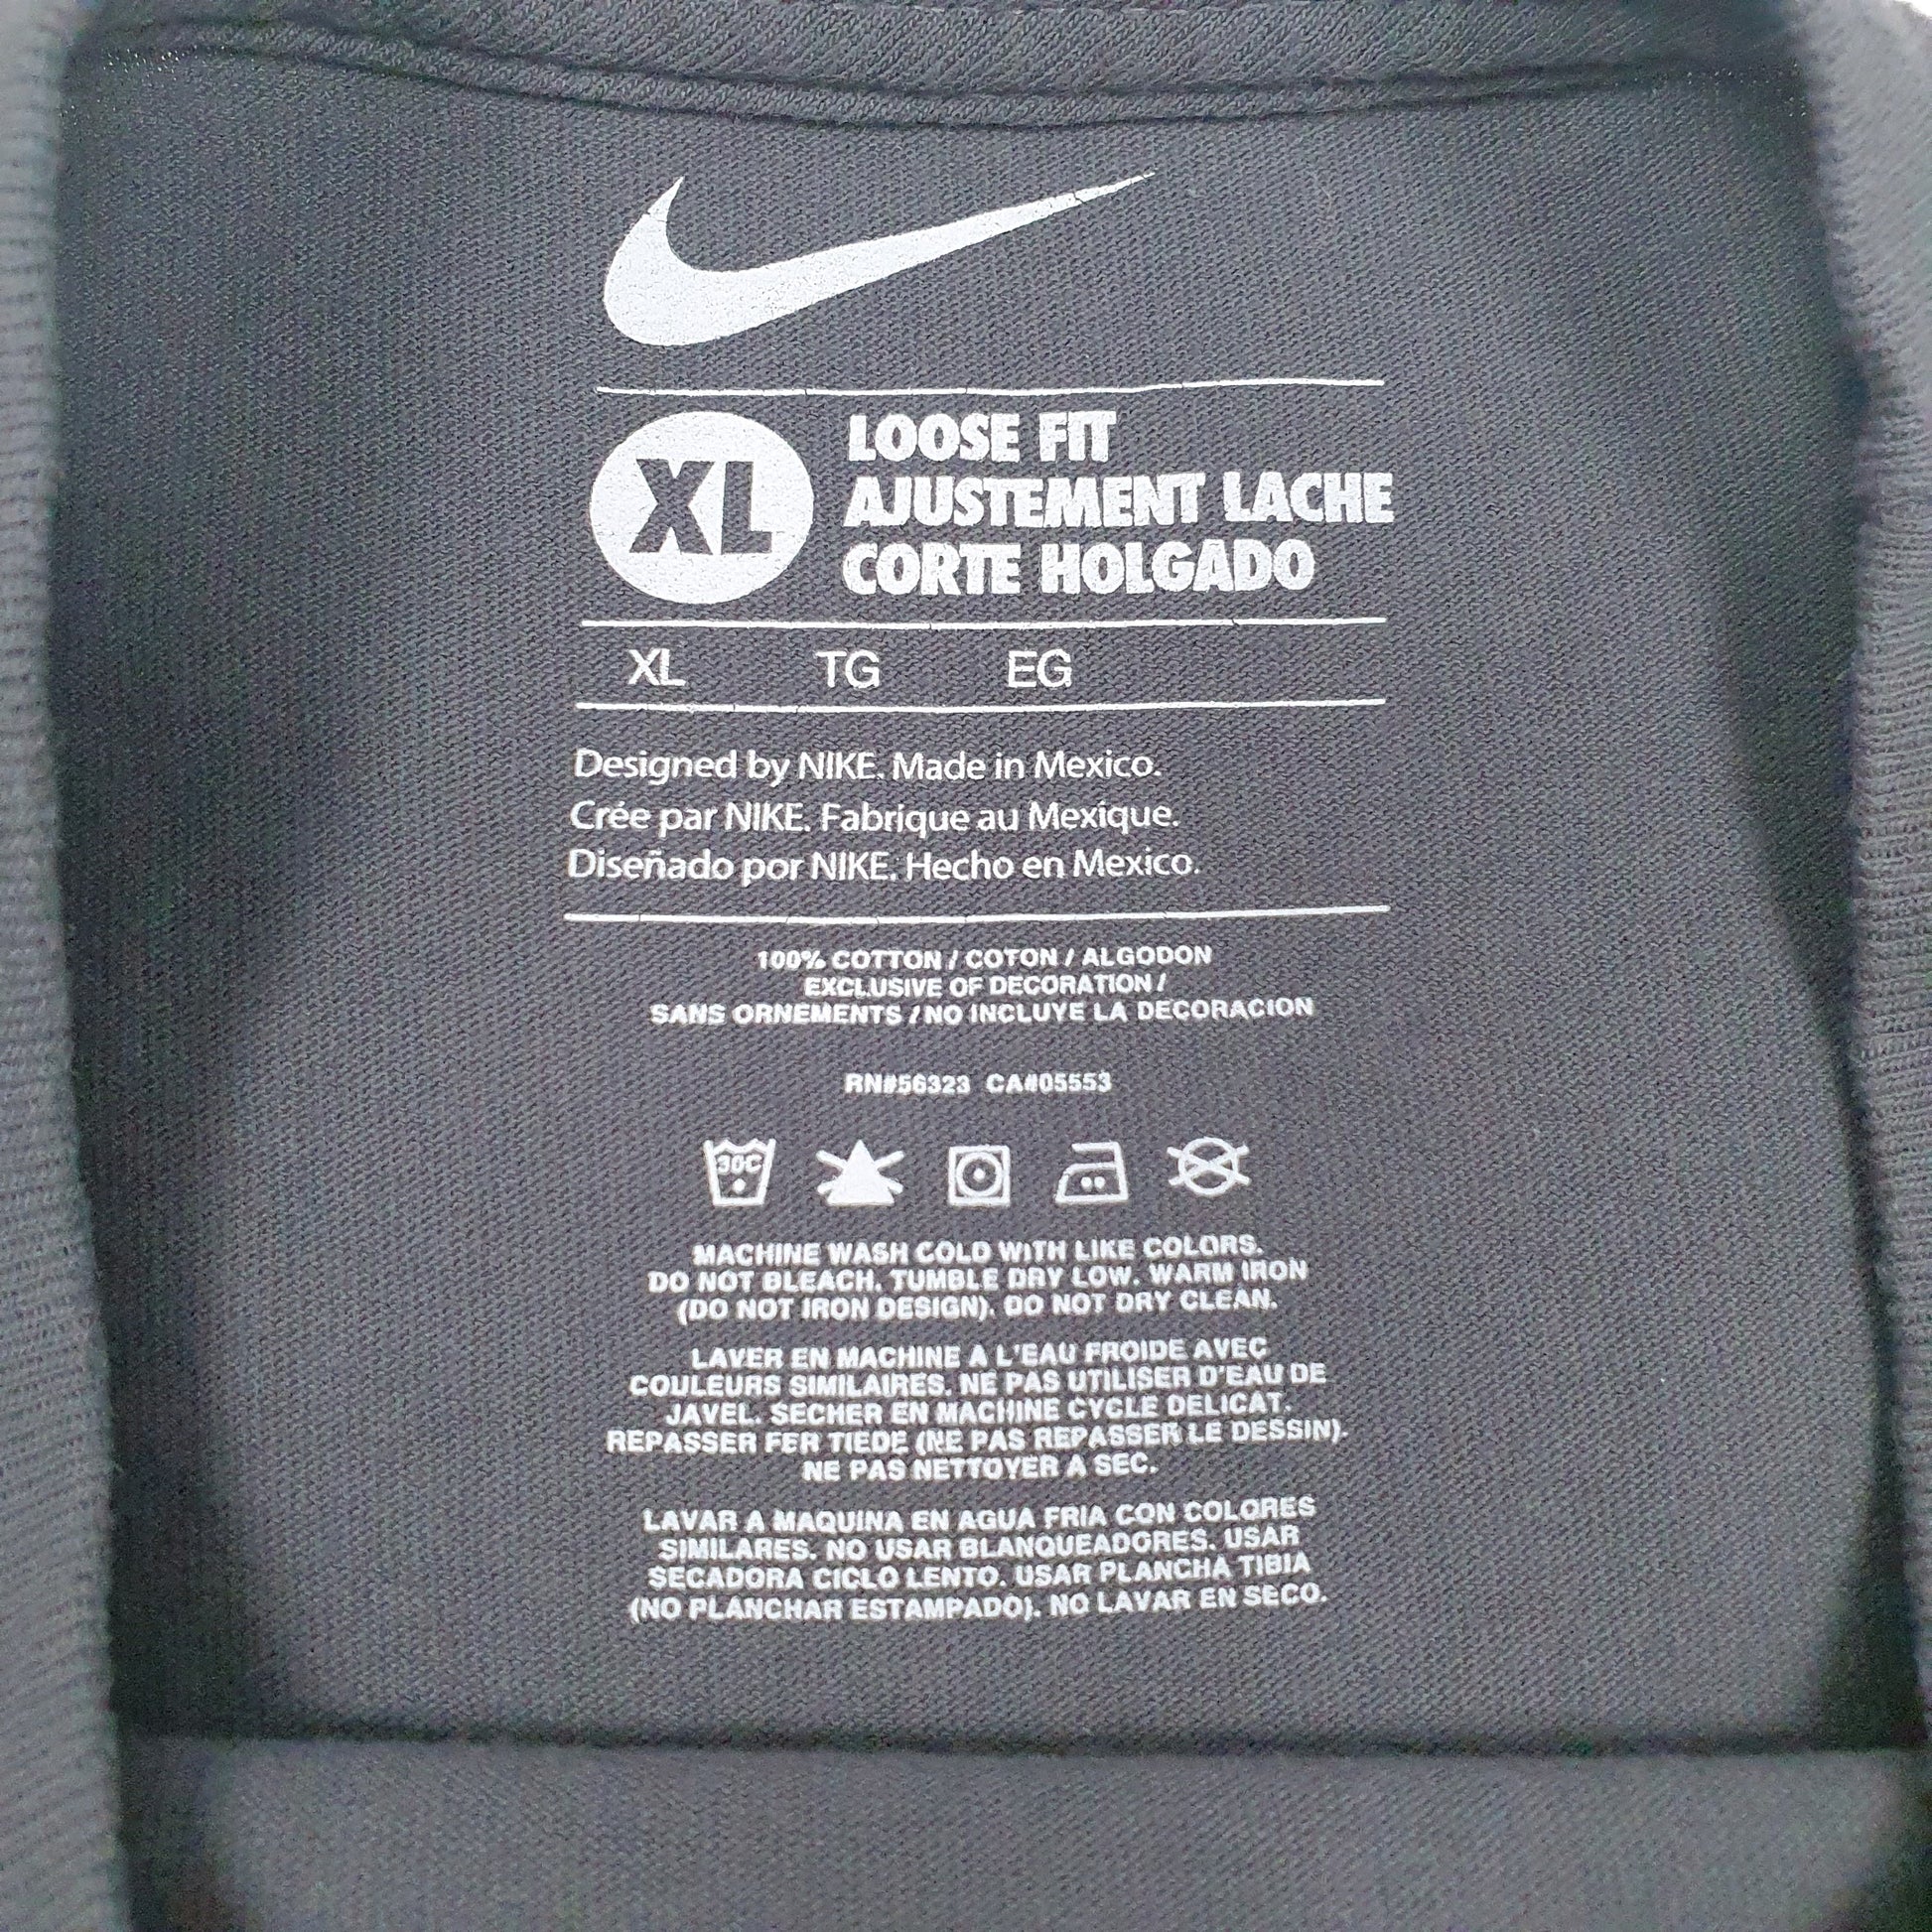 XL
LOOSE FIT
AJUSTEMENT LACHE
CORTE HOLGADO
XL TG EG
Designed by NIKE. Made in Mexico.
Crée par NIKE. Fabrique au Mexique.
Diseñado por NIKE. Hecho en Mexico.
100% COTTON / COTON / ALGODON
EXCLUSIVE OF DECORATION /
SANS ORNEMENTS / NO INCLUYE LA DECORACION
RN#56323 CA#05553
30C
MACHINE WASH COLD WITH LIKE COLORS.
DO NOT BLEACH. TUMBLE DRY LOW. WARM IRON
(DO NOT IRON DESIGN). DO NOT DRY CLEAN.
LAVER EN MACHINE A L'EAU FROIDE AVEC
COULEURS SIMILAIRES. NE PAS UTILISER D'EAU DE
JAVEL. SECHER EN MACHINE CYCLE DELICAT.
REPASSER FER TIEDE (NE PAS REPASSER LE DESSIN).
NE PAS NETTOYER A SEC.
LAVAR A MAQUINA EN AGUA FRIA CON COLORES
SIMILARES. NO USAR BLANQUEADORES. USAR
SECADORA CICLO LENTO. USAR PLANCHA TIBIA
(NO PLANCHAR ESTAMPADO). NO LAVAR EN SECO.